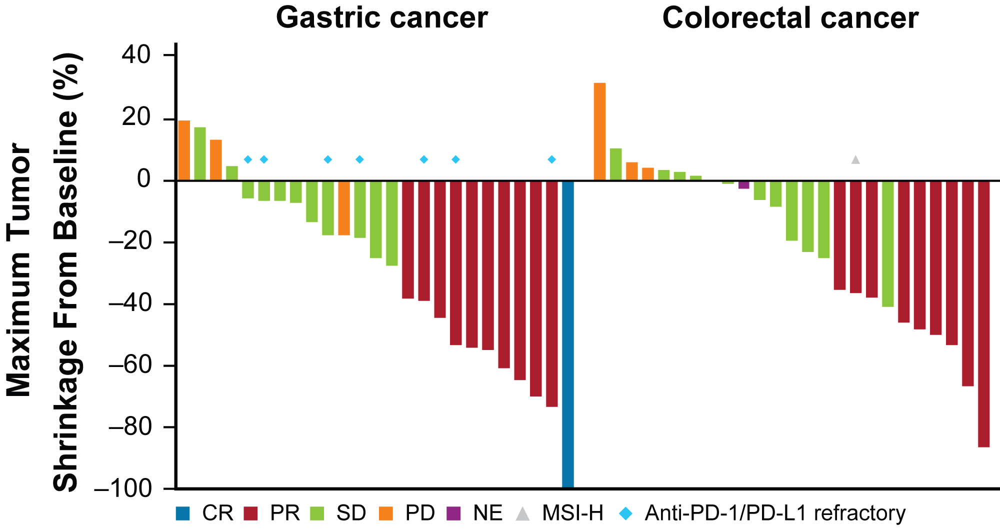 Gastric cancer
Colorectal cancer
Maximum Tumor
Shrinkage From Baseline (%)
40
20
0
–20
–40
–60
–80
–100
CR PR SD PD NE MSI-H Anti-PD-1/PD-L1 refractory